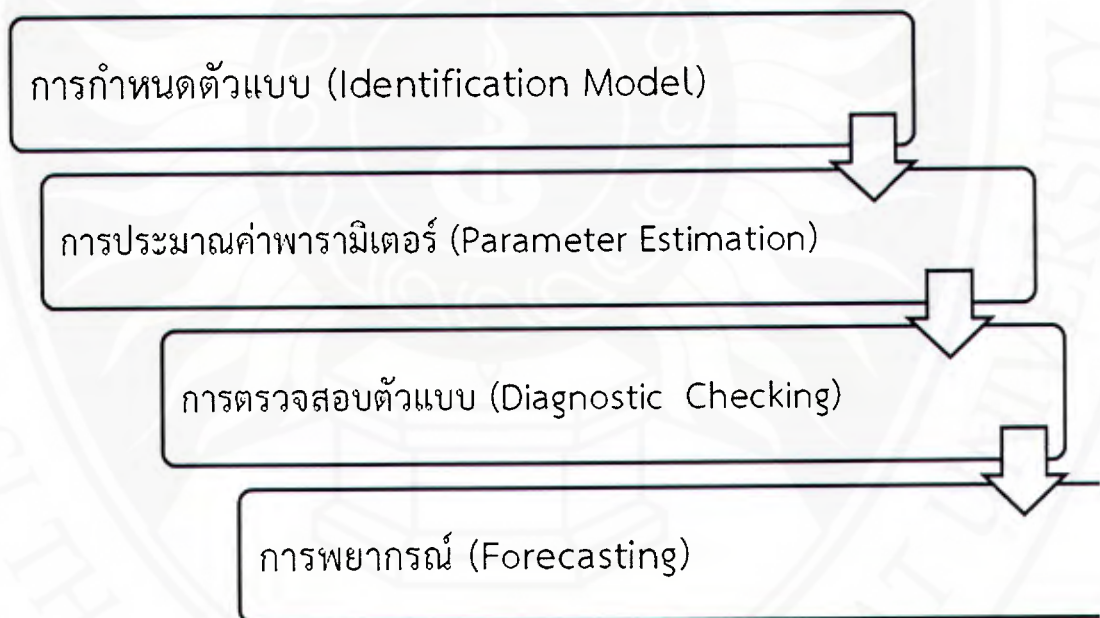 การกำหนดตัวแบบ (Identification Model)
การประมาณค่าพารามิเตอร์ (Parameter Estimation)
การตรวจสอบตัวแบบ (Diagnostic Checking)
การพยากรณ์ (Forecasting)